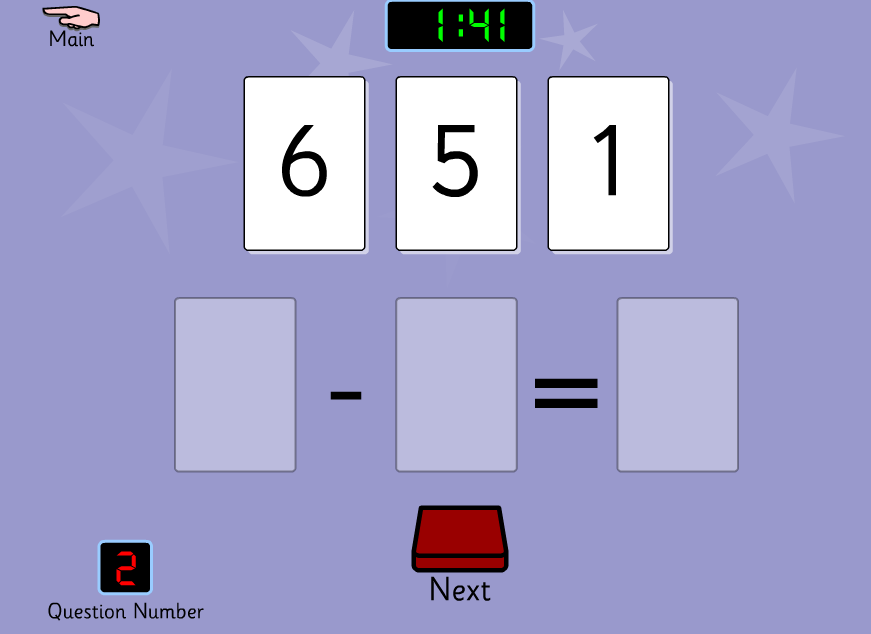 Main
1:41
6 5 1
- =
Next
2
Question Number